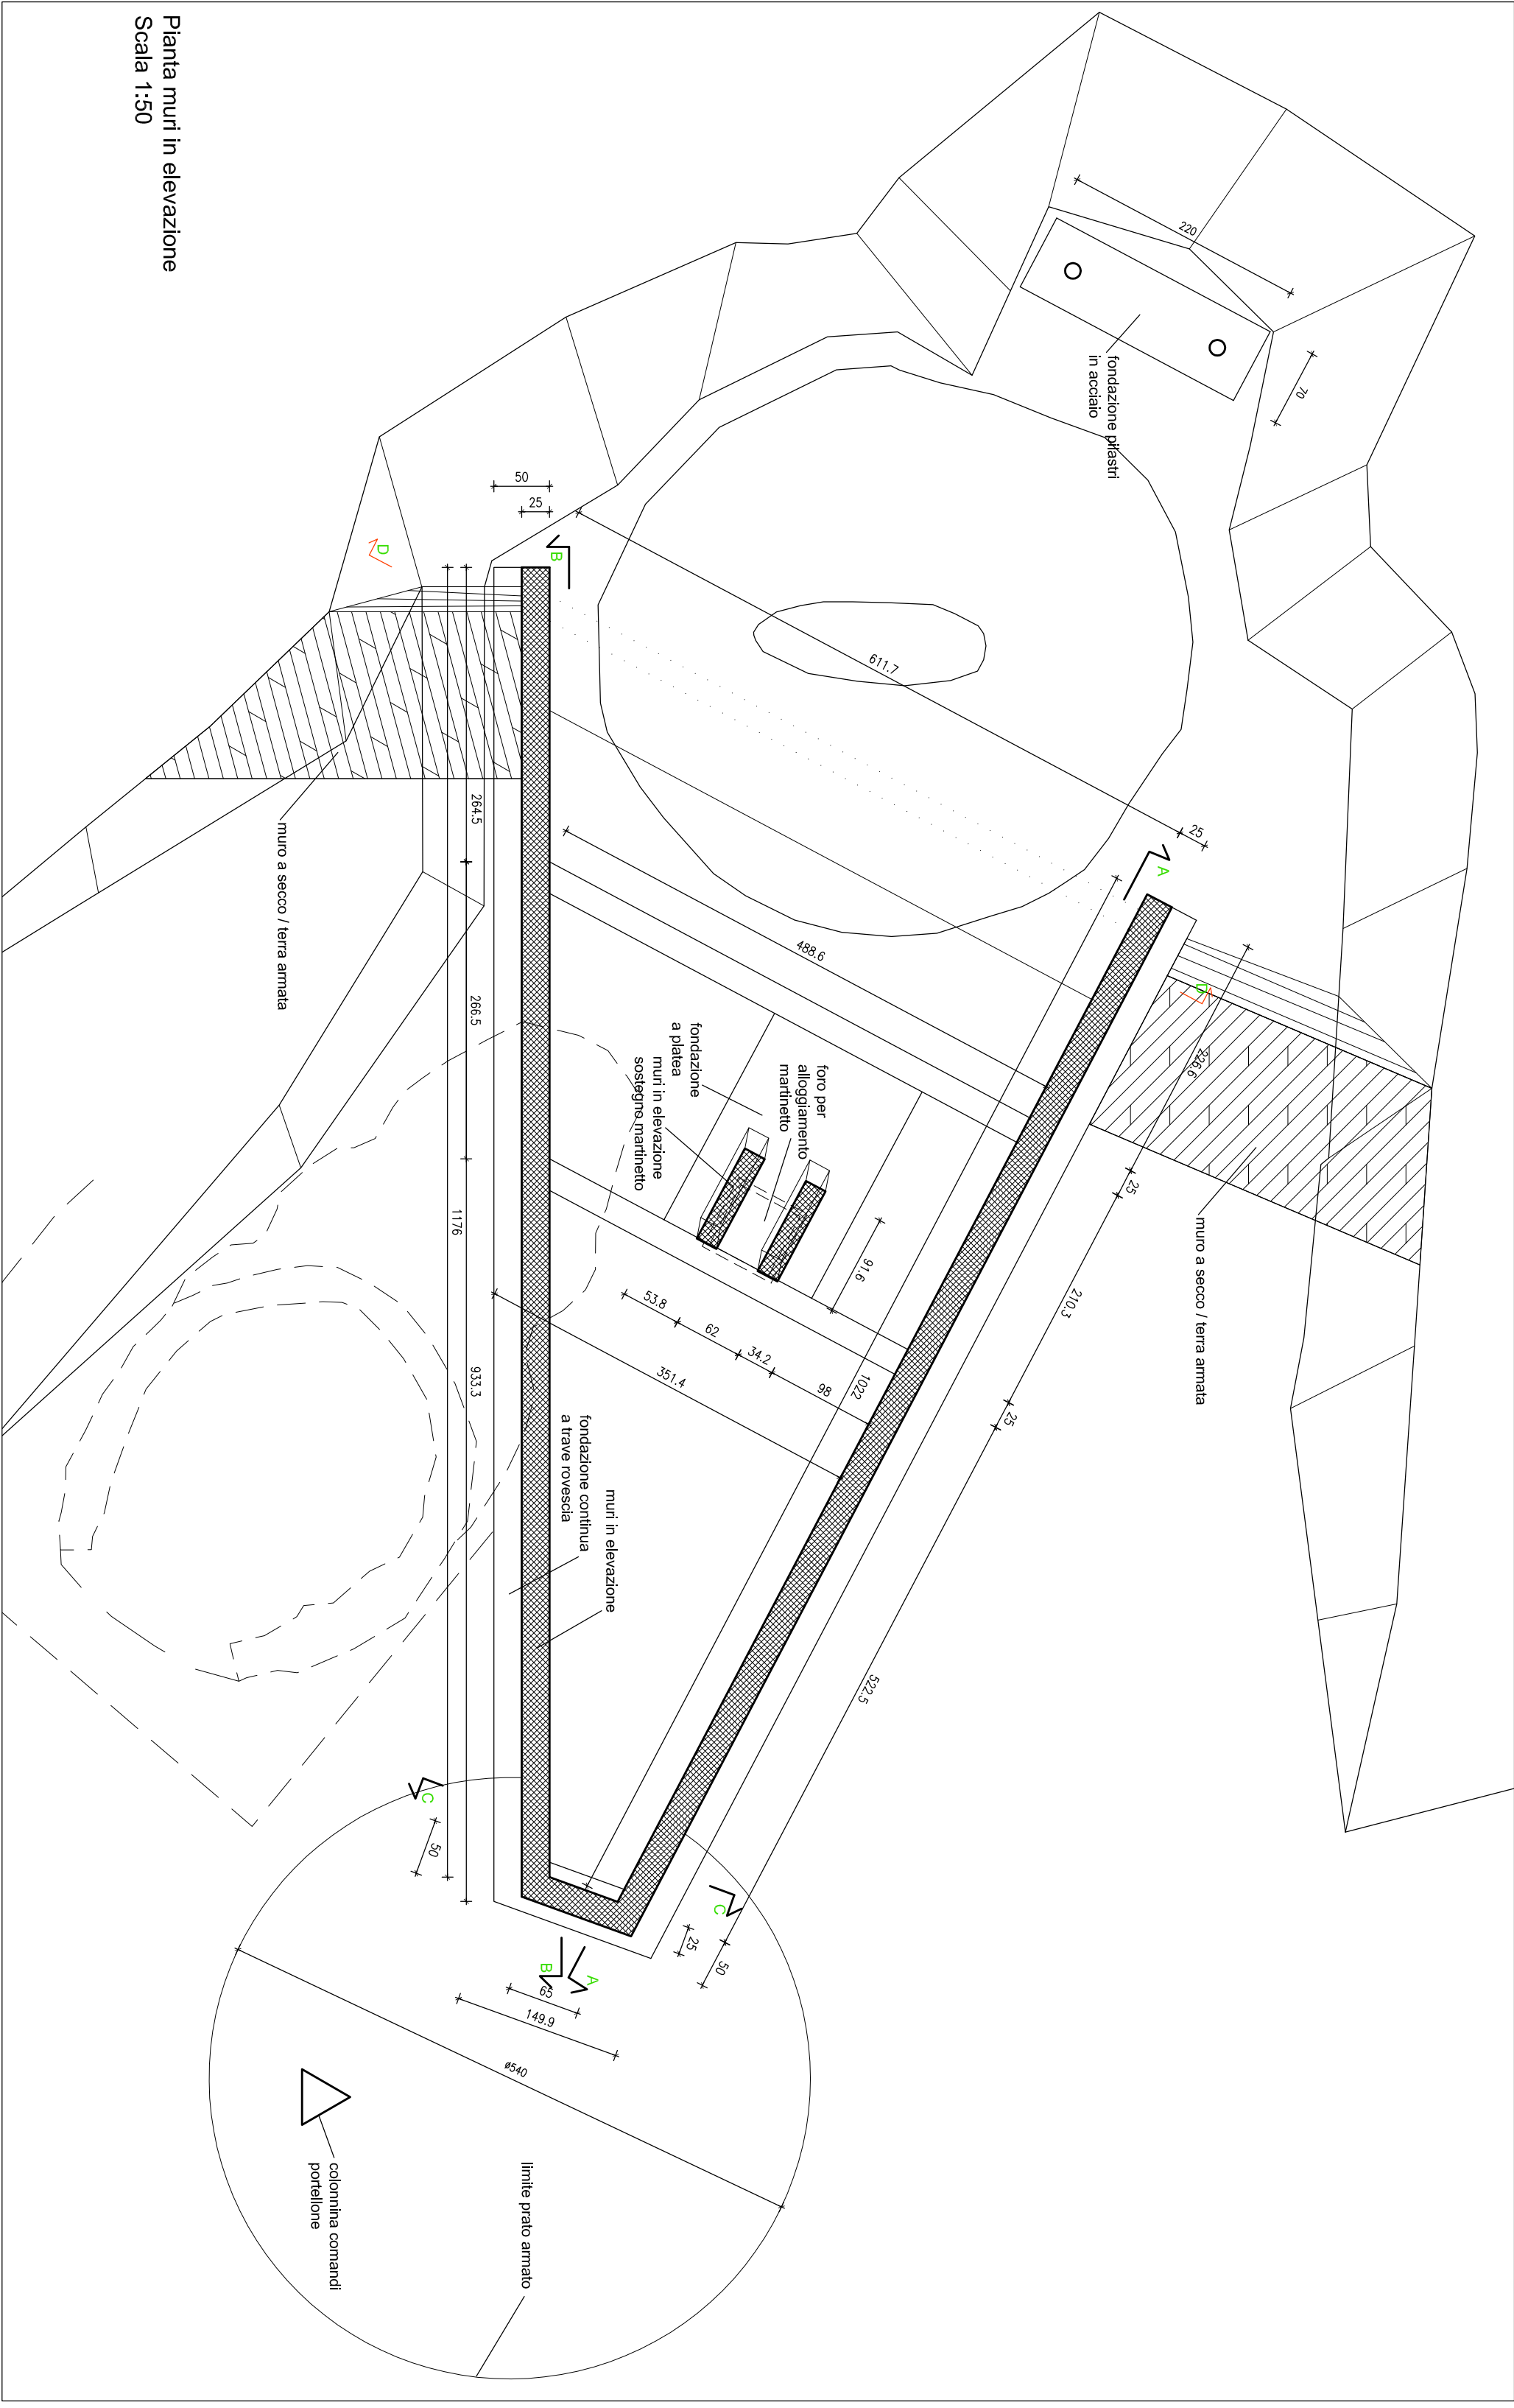 Pianta muri in elevazione
Scala 1:50
220
70
fondazione pilastri
in acciaio
50
25
B
D
611.7
25
A
264.5
muro a secco / terra armata
488.6
266.5
D
226.6
fondazione
a platea
muri in elevazione
sostegno martinetto
foro per
alloggiamento
martinetto
muro a secco / terra armata
25
91.6
210.3
1176
53.8
62
34.2
98
1022
351.4
933.3
25
fondazione continua
a trave rovescia
muri in elevazione
522.5
C
50
C
25
50
B
A
65
149.9
ø540
colonnina comandi
portellone
limite prato armato